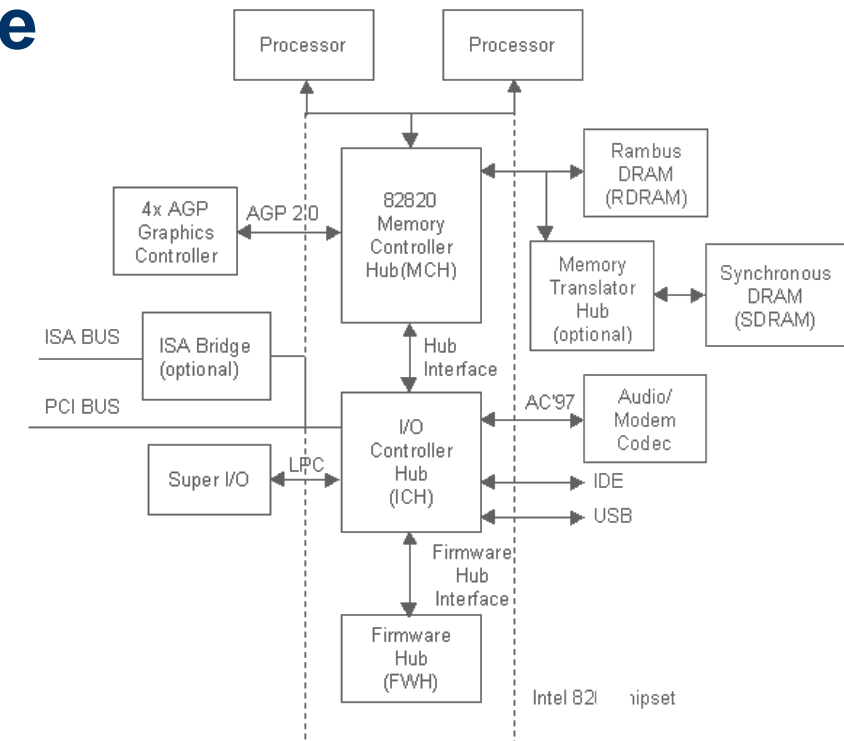 e
Processor
Processor
82820
Memory
Controller
Hub(MCH)
Rambus
DRAM
(RDRAM)
4x AGP
Graphics
Controller
AGP 2.0
Memory
Translator
Hub
(optional)
Synchronous
DRAM
(SDRAM)
ISA BUS
ISA Bridge
(optional)
Hub
Interface
PCI BUS
I/O
Controller
Hub
(ICH)
AC'97
Audio/
Modem
Codec
Super I/O
LPC
IDE
USB
Firmware
Hub
Interface
Firmware
Hub
(FWH)
Intel